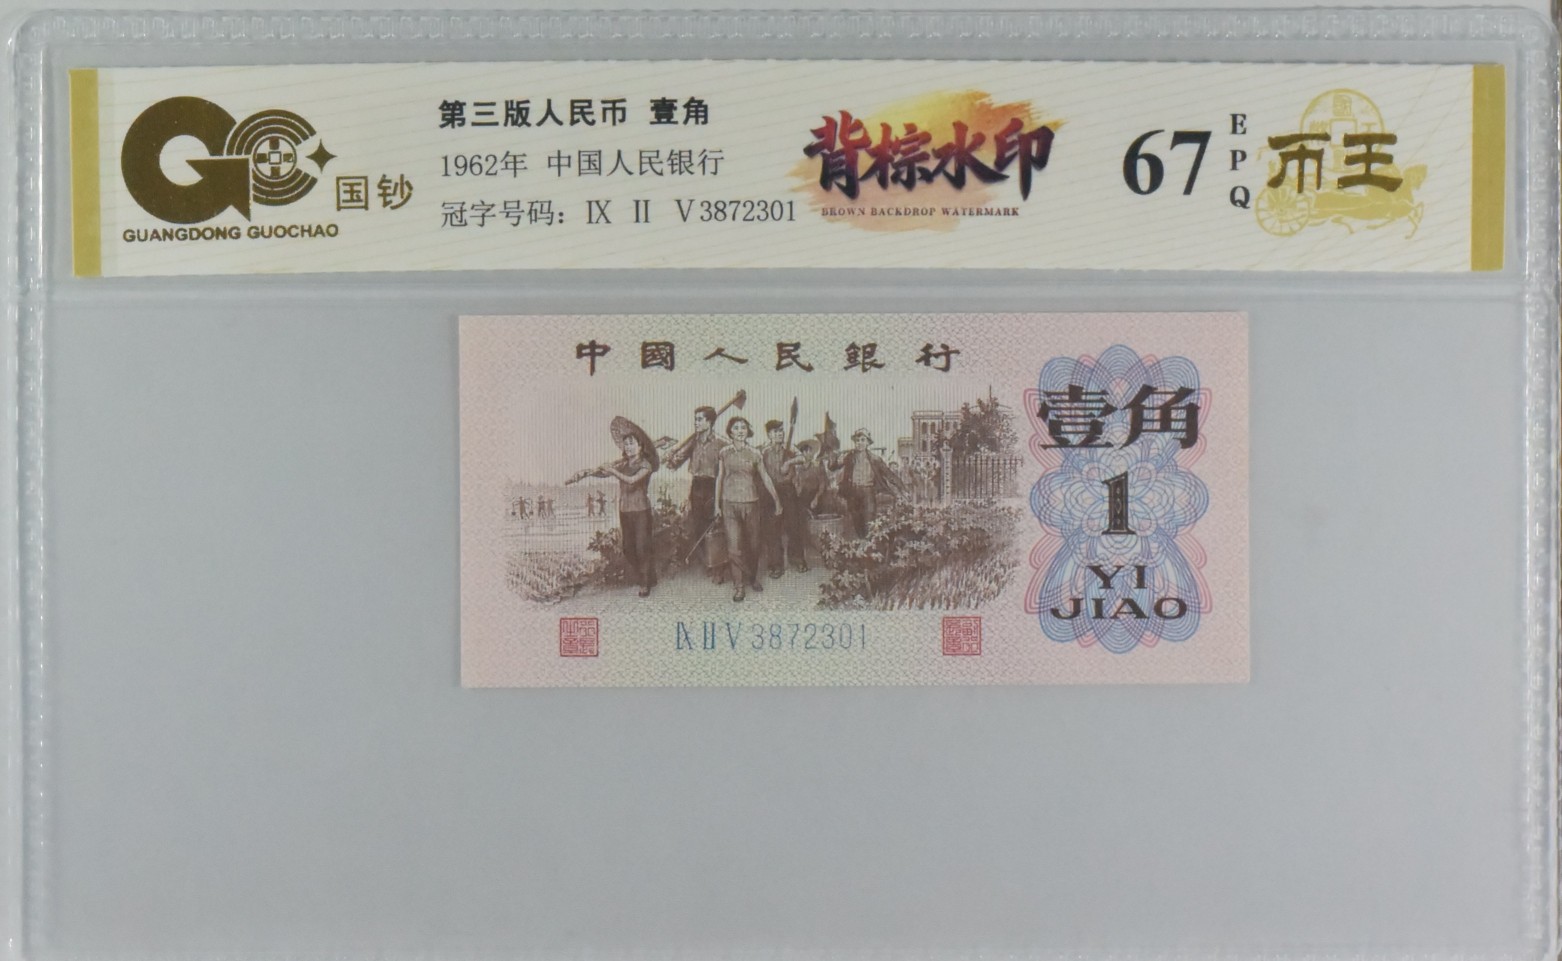 国钞
GUANGDONG GUOCHAO
第三版人民币 壹角
1962年 中国人民银行
冠字号码：Ⅸ Ⅱ Ⅴ3872301
背棕水印
BROWN BACKDROP WATERMARK
67
EPQ
币王
中國人民銀行
壹角
1
YI
JIAO
Ⅸ Ⅱ Ⅴ 3872301